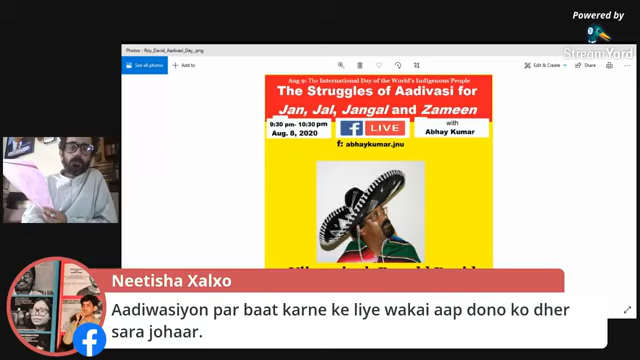 Powered by
StreamYard
Photos - Roy_David_Aadivasi_Day_.png
See all photos
Add to
Edit & Create
Share
Aug 9: The International Day of the World's Indigenous People
The Struggles of Aadivasi for
Jan, Jal, Jangal and Zameen
9:30 pm- 10:30 pm
Aug. 8, 2020
f LIVE
with
Abhay Kumar
f: abhaykumar.jnu
Neetisha Xalxo
Aadiwasiyon par baat karne ke liye wakai aap dono ko dher
sara johaar.